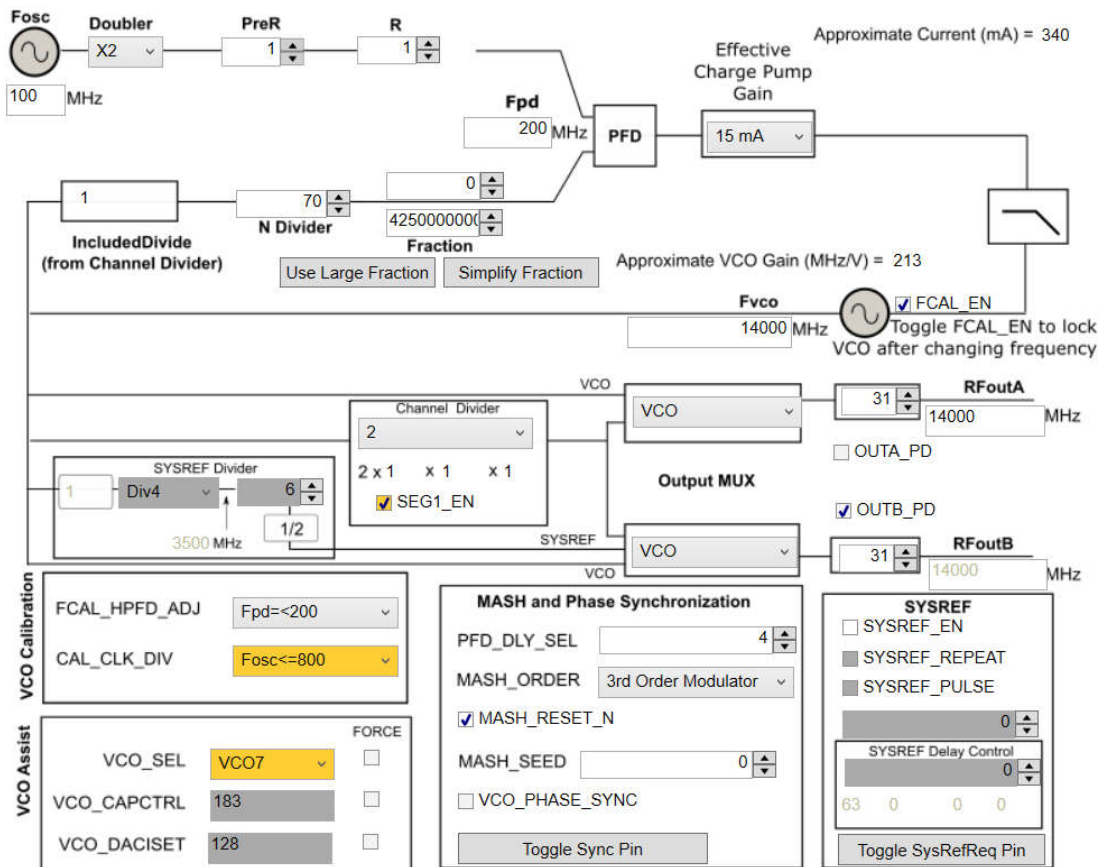 Fosc
Doubler
PreR
R
Approximate Current (mA) = 340
X2
1
1
Effective
Charge Pump
Gain
100 MHz
Fpd
200 MHz
PFD
15 mA
1
70
0
425000000
IncludedDivide
(from Channel Divider)
N Divider
Fraction
Use Large Fraction
Simplify Fraction
Approximate VCO Gain (MHz/V) = 213
Fvco
FCAL_EN
14000 MHz
Toggle FCAL_EN to lock
VCO after changing frequency
VCO
Channel Divider
2
2 x 1 x 1 x 1
SEG1_EN
VCO
31
RFoutA
14000
MHz
OUTA_PD
Output MUX
OUTB_PD
SYSREF Divider
1
Div4
6
1/2
3500 MHz
SYSREF
VCO
VCO
31
RFoutB
14000
MHz
VCO Calibration
FCAL_HPFD_ADJ
Fpd=<200
CAL_CLK_DIV
Fosc<=800
VCO Assist
FORCE
VCO_SEL
VCO7
VCO_CAPCTRL
183
VCO_DACISET
128
MASH and Phase Synchronization
PFD_DLY_SEL
4
MASH_ORDER
3rd Order Modulator
MASH_RESET_N
MASH_SEED
0
VCO_PHASE_SYNC
Toggle Sync Pin
SYSREF
SYSREF_EN
SYSREF_REPEAT
SYSREF_PULSE
0
SYSREF Delay Control
0
63 0 0 0
Toggle SysRefReq Pin